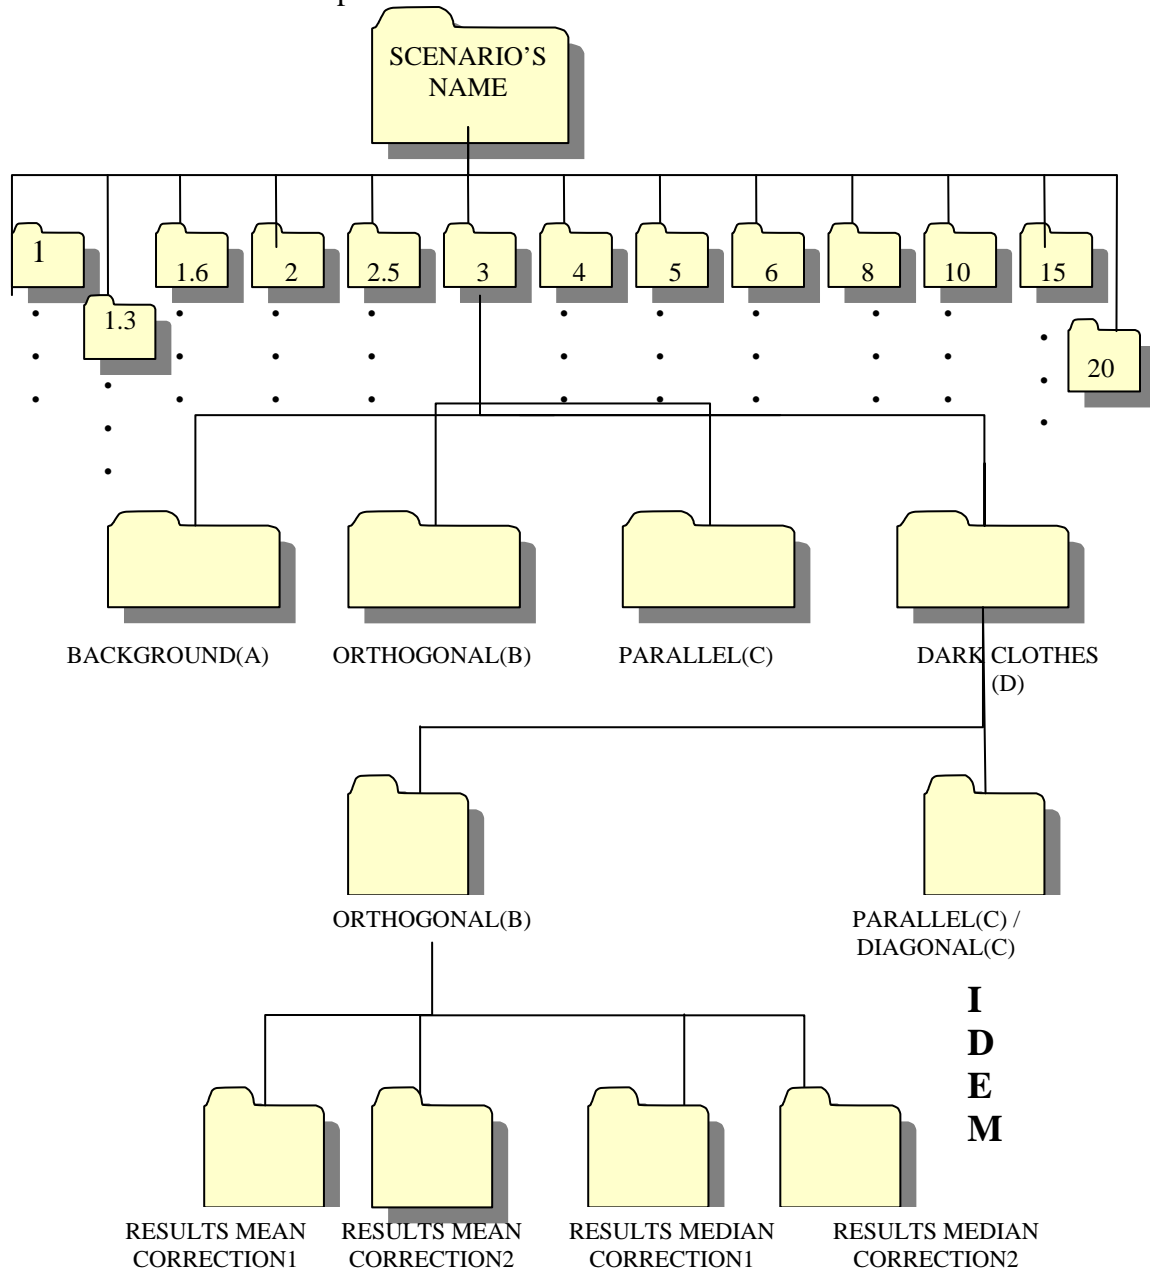 SCENARIO'S
NAME
1
1.3
1.6
2
2.5
3
4
5
6
8
10
15
20
BACKGROUND(A)
ORTHOGONAL(B)
PARALLEL(C)
DARK CLOTHES
(D)
ORTHOGONAL(B)
PARALLEL(C) /
DIAGONAL(C)
I
D
E
M
RESULTS MEAN
CORRECTION1
RESULTS MEAN
CORRECTION2
RESULTS MEDIAN
CORRECTION1
RESULTS MEDIAN
CORRECTION2